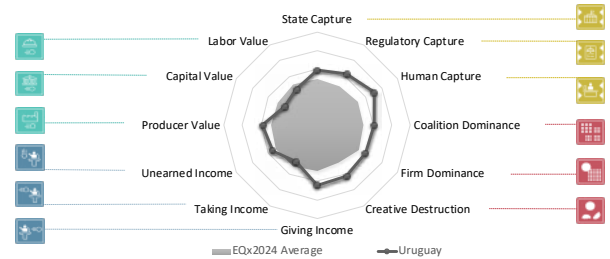 State Capture
Labor Value
Regulatory Capture
Capital Value
Human Capture
Producer Value
Coalition Dominance
Unearned Income
Firm Dominance
Taking Income
Creative Destruction
Giving Income
EQx2024 Average
Uruguay